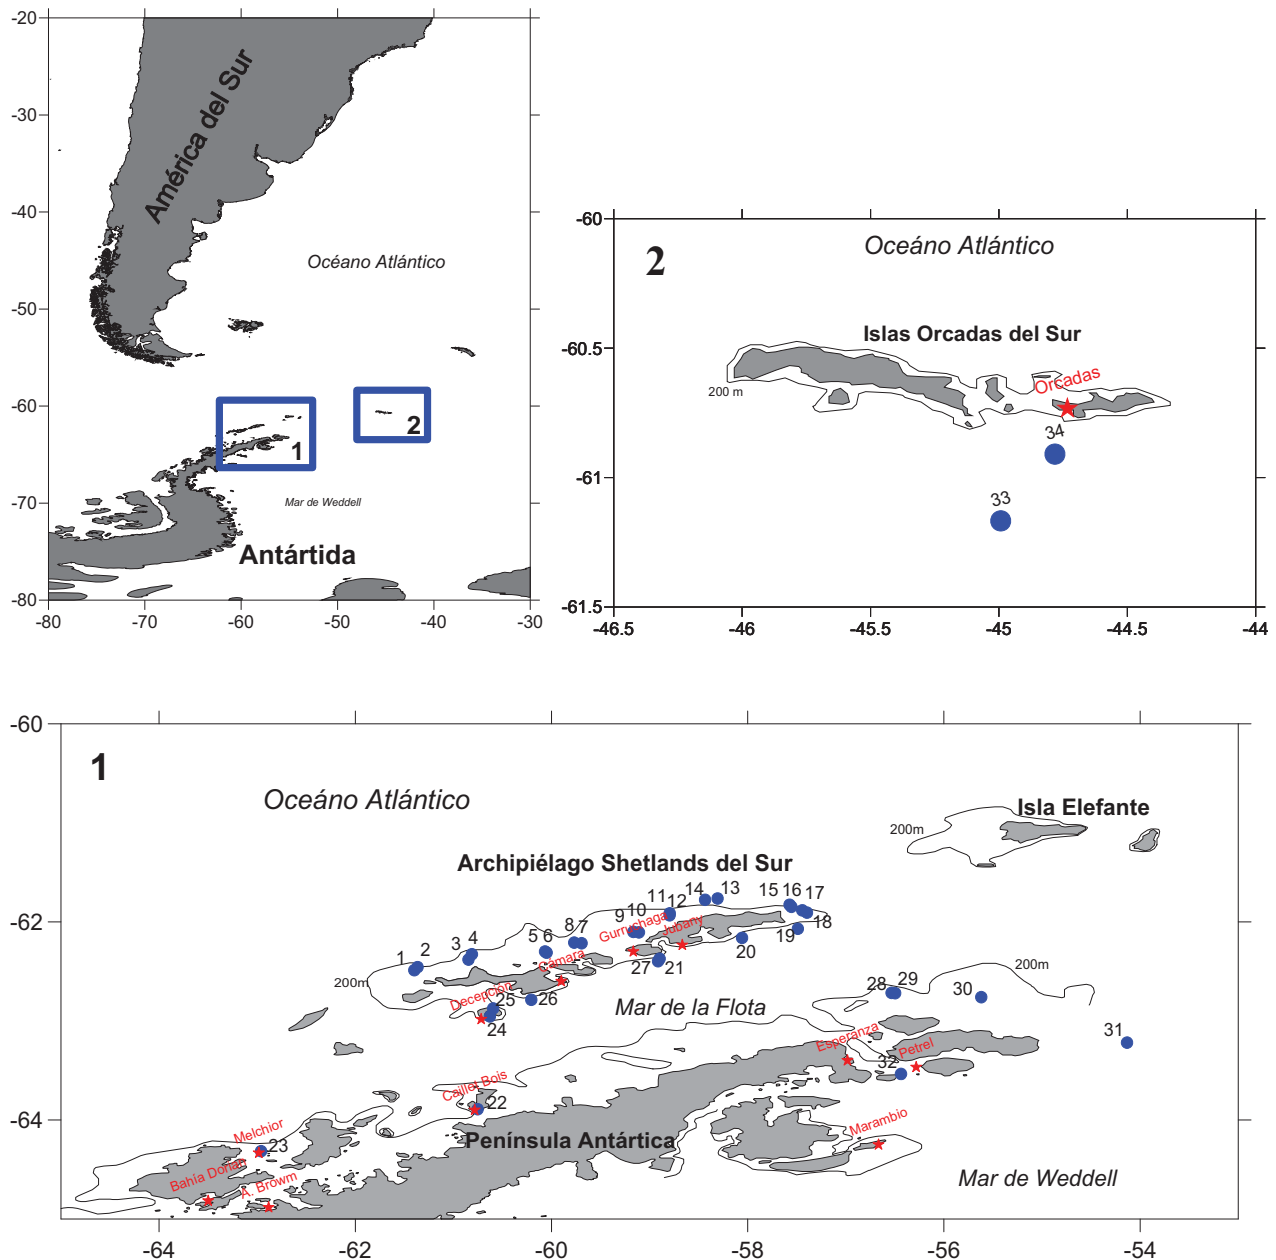 -20
-30
-40
-50
-60
-70
-80
-80
-70
-60
-50
-40
-30
América del Sur
Océano Atlántico
1
2
Mar de Weddell
Antártida
-60
-60.5
-61
-61.5
-46.5
-46
-45.5
-45
-44.5
-44
2
Oceáno Atlántico
Islas Orcadas del Sur
200 m
Orcadas
34
33
-60
-62
-64
-64
-62
-60
-58
-56
-54
1
Oceáno Atlántico
Isla Elefante
200m
Archipiélago Shetlands del Sur
1
2
3
4
5
6
8
7
9
10
11
12
14
13
15
16
17
18
19
20
27
21
Gurruchaga
Jubany
Cámara
200m
Decepción
25
26
24
Mar de la Flota
28
29
30
200m
31
Esperanza
Petrel
32
Caillet Bois
22
Melchior
23
Bahía Dorian
A. Browm
Península Antártica
Marambio
Mar de Weddell